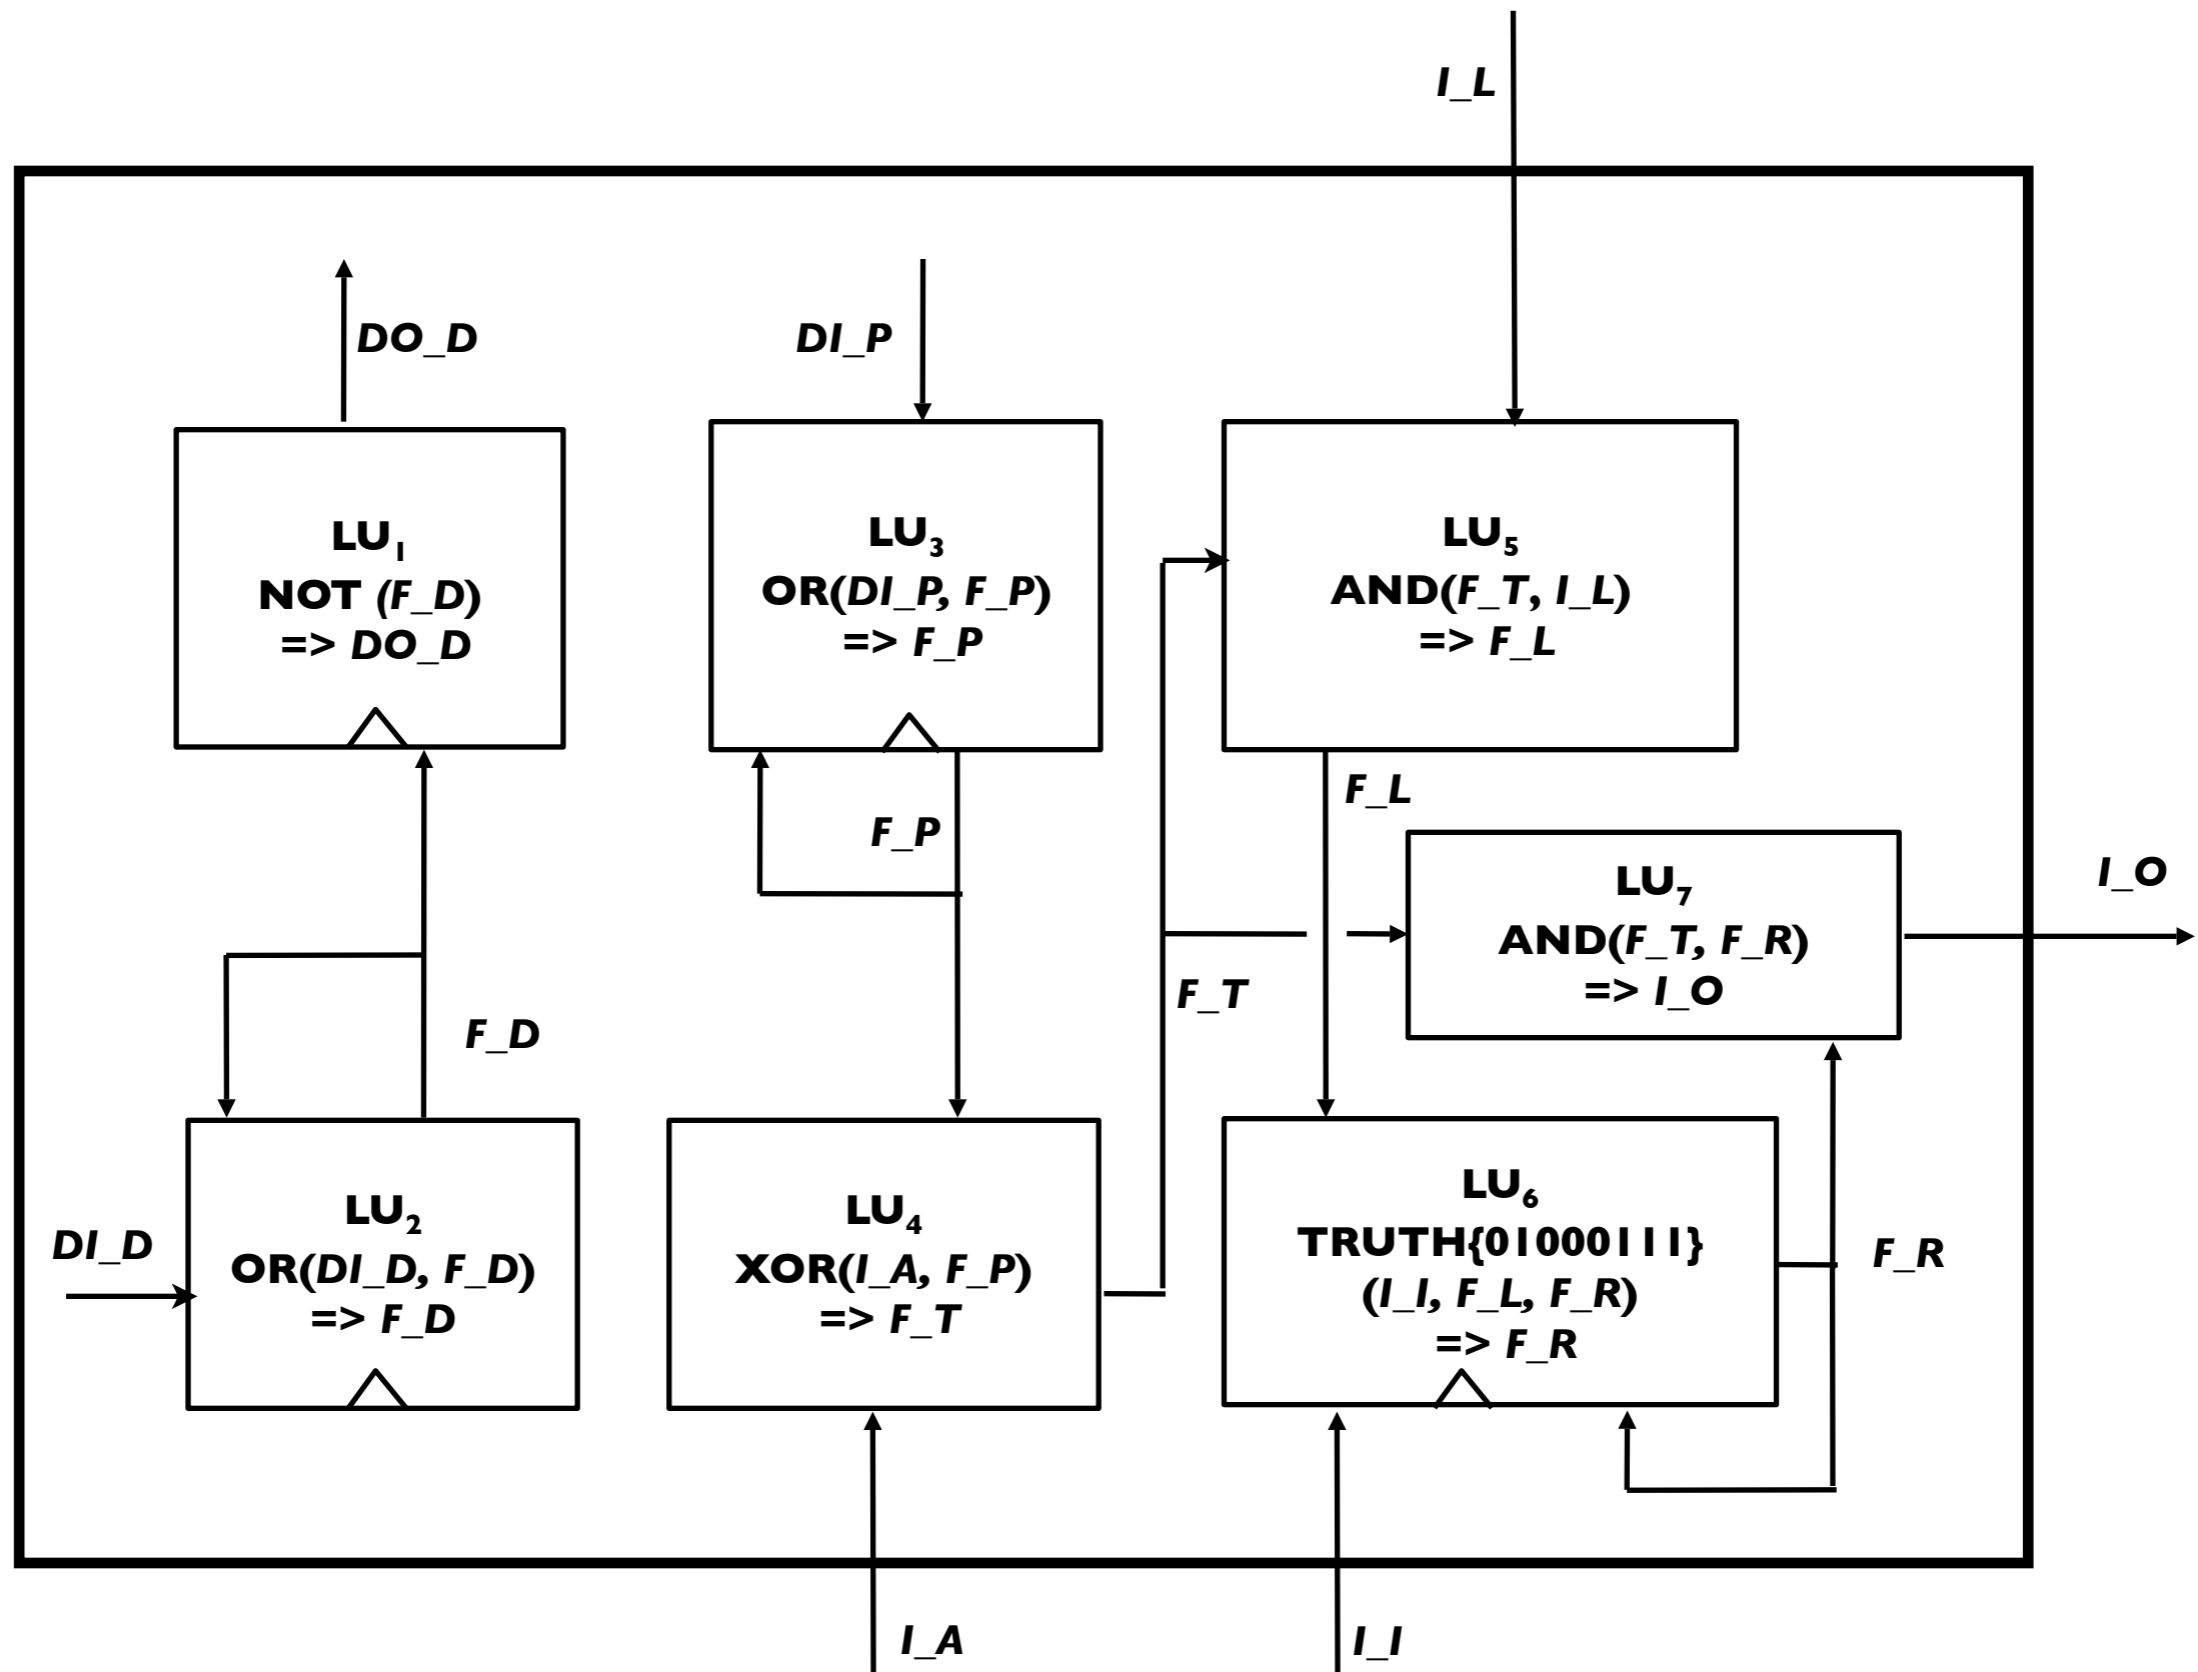 I_L
DO_D
DI_P
LU1
NOT (F_D)
=> DO_D
LU3
OR(DI_P, F_P)
=> F_P
LU5
AND(F_T, I_L)
=> F_L
F_L
F_P
LU7
AND(F_T, F_R)
=> I_O
I_O
F_T
F_D
DI_D
LU2
OR(DI_D, F_D)
=> F_D
LU4
XOR(I_A, F_P)
=> F_T
LU6
TRUTH{01000111}
(I_I, F_L, F_R)
=> F_R
F_R
I_A
I_I